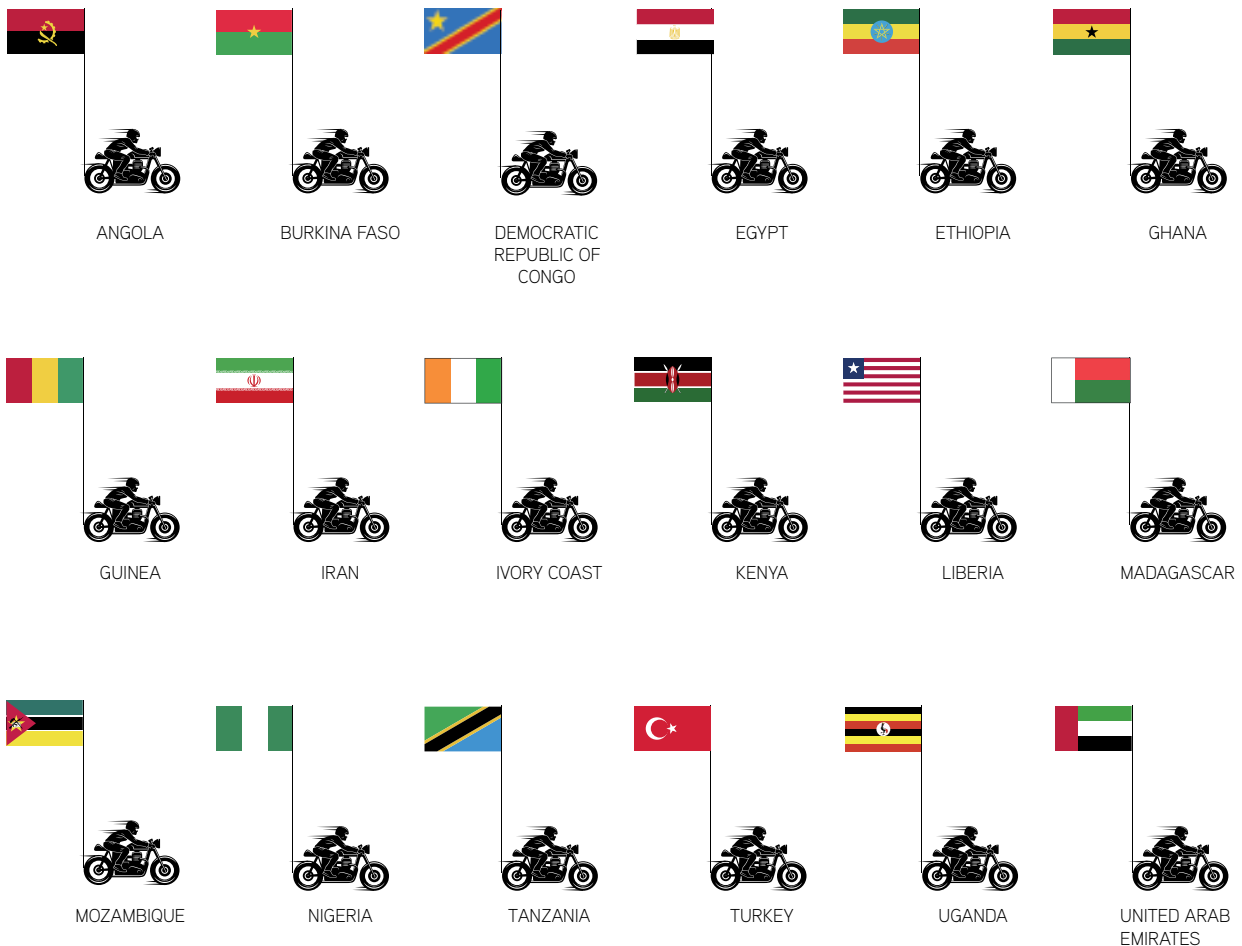 ANGOLA
BURKINA FASO
DEMOCRATIC
REPUBLIC OF
CONGO
EGYPT
ETHIOPIA
GHANA
GUINEA
IRAN
IVORY COAST
KENYA
LIBERIA
MADAGASCAR
MOZAMBIQUE
NIGERIA
TANZANIA
TURKEY
UGANDA
UNITED ARAB
EMIRATES